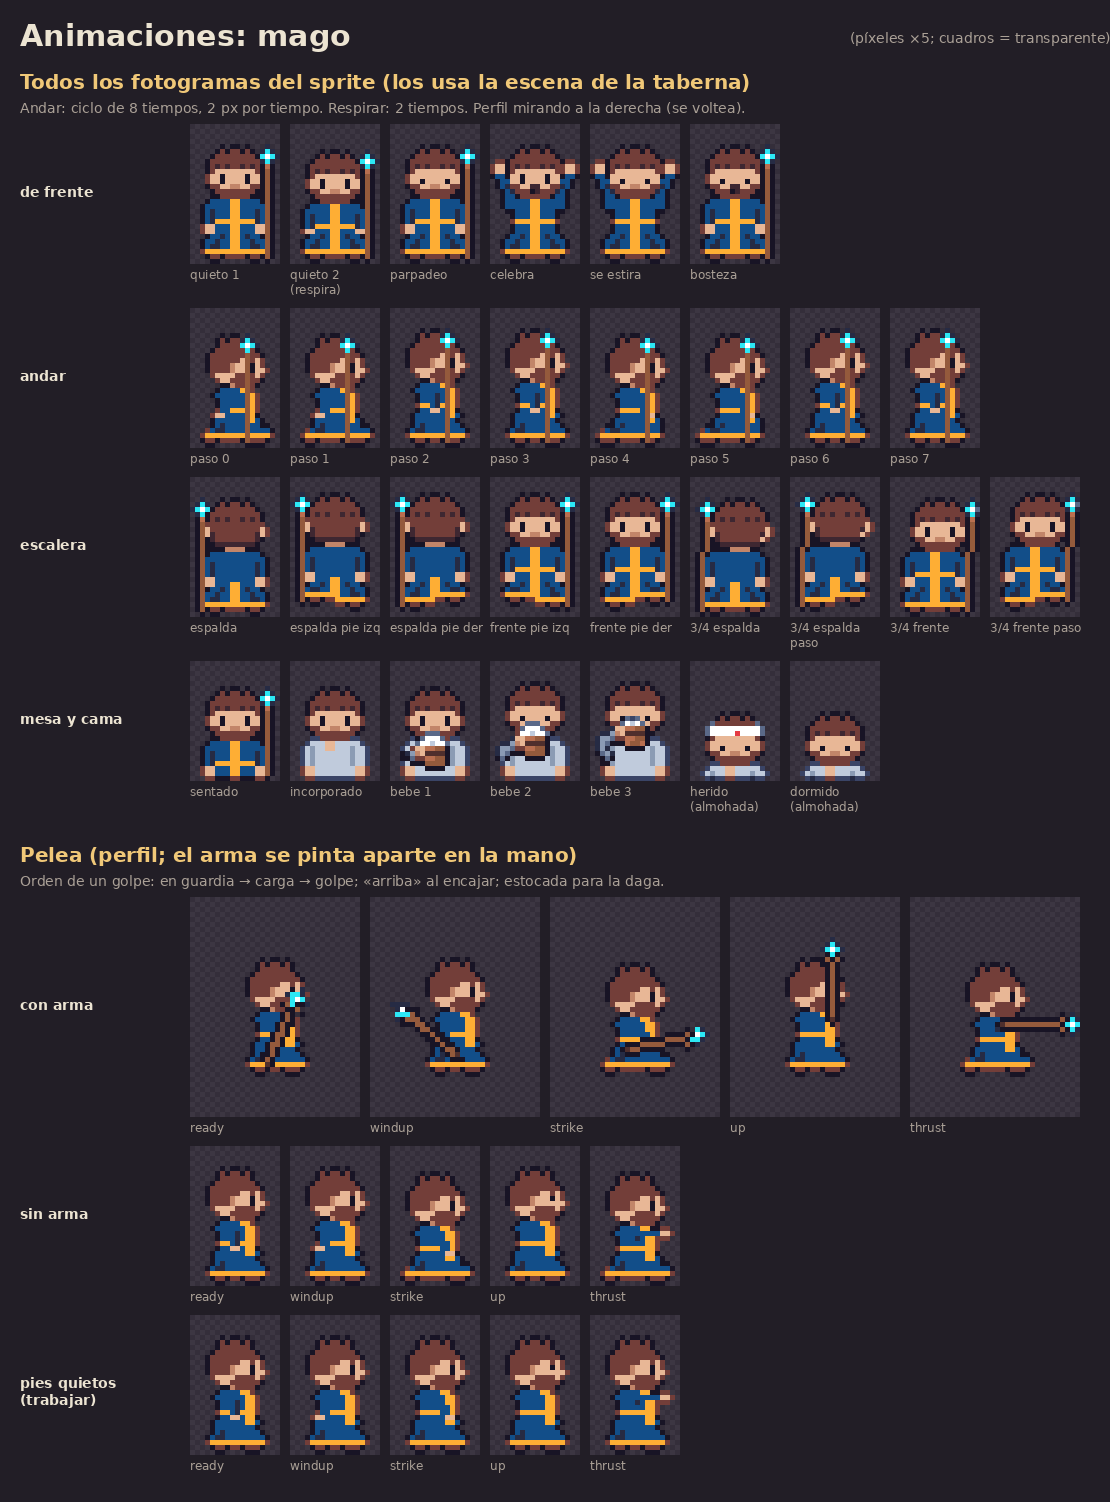 Animaciones: mago
(píxeles ×5; cuadros = transparente)
Todos los fotogramas del sprite (los usa la escena de la taberna)
Andar: ciclo de 8 tiempos, 2 px por tiempo. Respirar: 2 tiempos. Perfil mirando a la derecha (se voltea).
de frente
quieto 1
quieto 2
(respira)
parpadeo
celebra
se estira
bosteza
andar
paso 0
paso 1
paso 2
paso 3
paso 4
paso 5
paso 6
paso 7
escalera
espalda
espalda pie izq
espalda pie der
frente pie izq
frente pie der
3/4 espalda
3/4 espalda
paso
3/4 frente
3/4 frente paso
mesa y cama
sentado
incorporado
bebe 1
bebe 2
bebe 3
herido
(almohada)
dormido
(almohada)
Pelea (perfil; el arma se pinta aparte en la mano)
Orden de un golpe: en guardia → carga → golpe; «arriba» al encajar; estocada para la daga.
con arma
ready
windup
strike
up
thrust
sin arma
ready
windup
strike
up
thrust
pies quietos
(trabajar)
ready
windup
strike
up
thrust